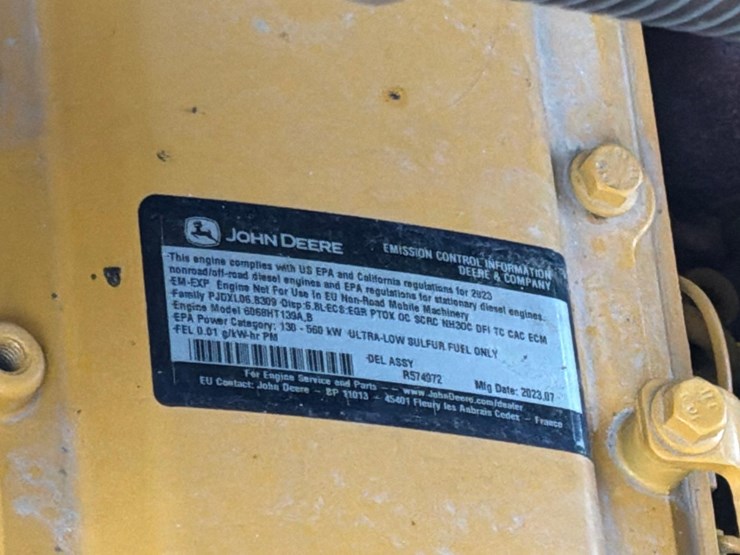 JOHN DEERE
EMISSION CONTROL INFORMATION
DEERE & COMPANY
This engine complies with US EPA and California regulations for 2023
nonroad/off-road diesel engines and EPA regulations for stationary diesel engines.
EM-EXP Engine Not For Use In EU Non-Road Mobile Machinery
Family PJDXL06.8309 Disp:6.8L ECS:EGR PTOX OC SCRC NH3OC DFI TC CAC ECM
Engine Model 6068HT139A,B
EPA Power Category: 130 - 560 kW ULTRA-LOW SULFUR FUEL ONLY
FEL 0.01 g/kW-hr PM
DEL ASSY
R574972
Mfg Date: 2023.07
For Engine Service and Parts -- www.JohnDeere.com/dealer
EU Contact: John Deere - BP 11013 - 45401 Fleury les Aubrais Cedex - France